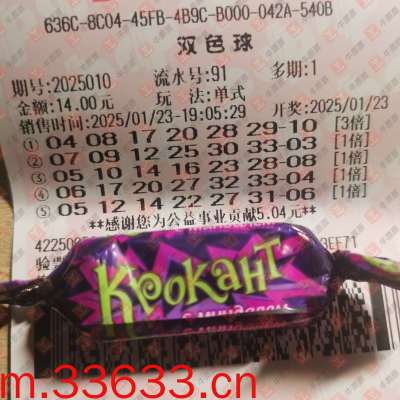 636C-8C04-45FB-4B9C-B000-042A-540B
双色球
期号:2025010 流水号:91 多期:1
金额:14.00元 玩 法:单式
销售时间:2025/01/23-19:05:29 开奖:2025/01/23
① 04 08 17 20 28 29-10 [3倍]
② 07 09 12 25 30 33-03 [1倍]
③ 05 10 14 16 23 28-08 [1倍]
④ 06 17 20 27 32 33-04 [1倍]
⑤ 05 12 14 22 27 31-06 [1倍]
**感谢您为公益事业贡献5.04元**
КРОКАНТ
с миндалем
m.33633.cn